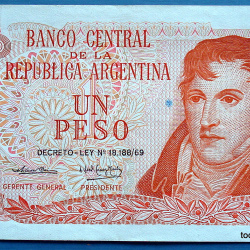 BANCO CENTRAL
DE LA
REPUBLICA ARGENTINA
UN
PESO
DECRETO-LEY Nº 18.188/69
GERENTE GENERAL PRESIDENTE